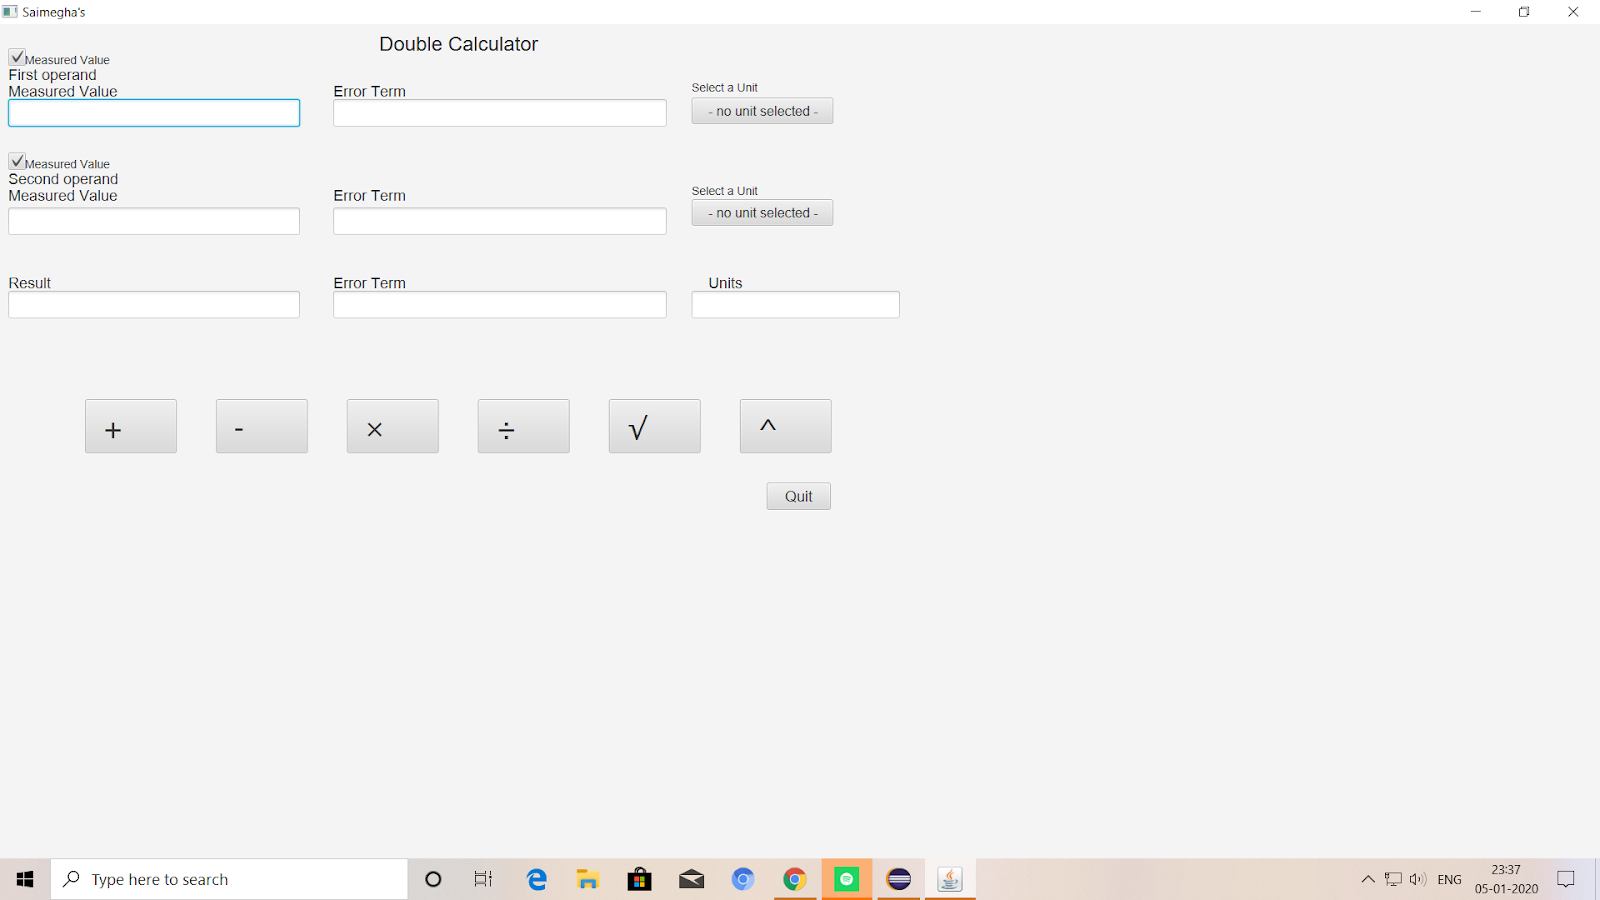 Saimegha's
Double Calculator
Measured Value
First operand
Measured Value
Error Term
Select a Unit
- no unit selected -
Measured Value
Second operand
Measured Value
Error Term
Select a Unit
- no unit selected -
Result
Error Term
Units
+ - × ÷ √ ^
Quit
Type here to search
ENG
23:37
05-01-2020